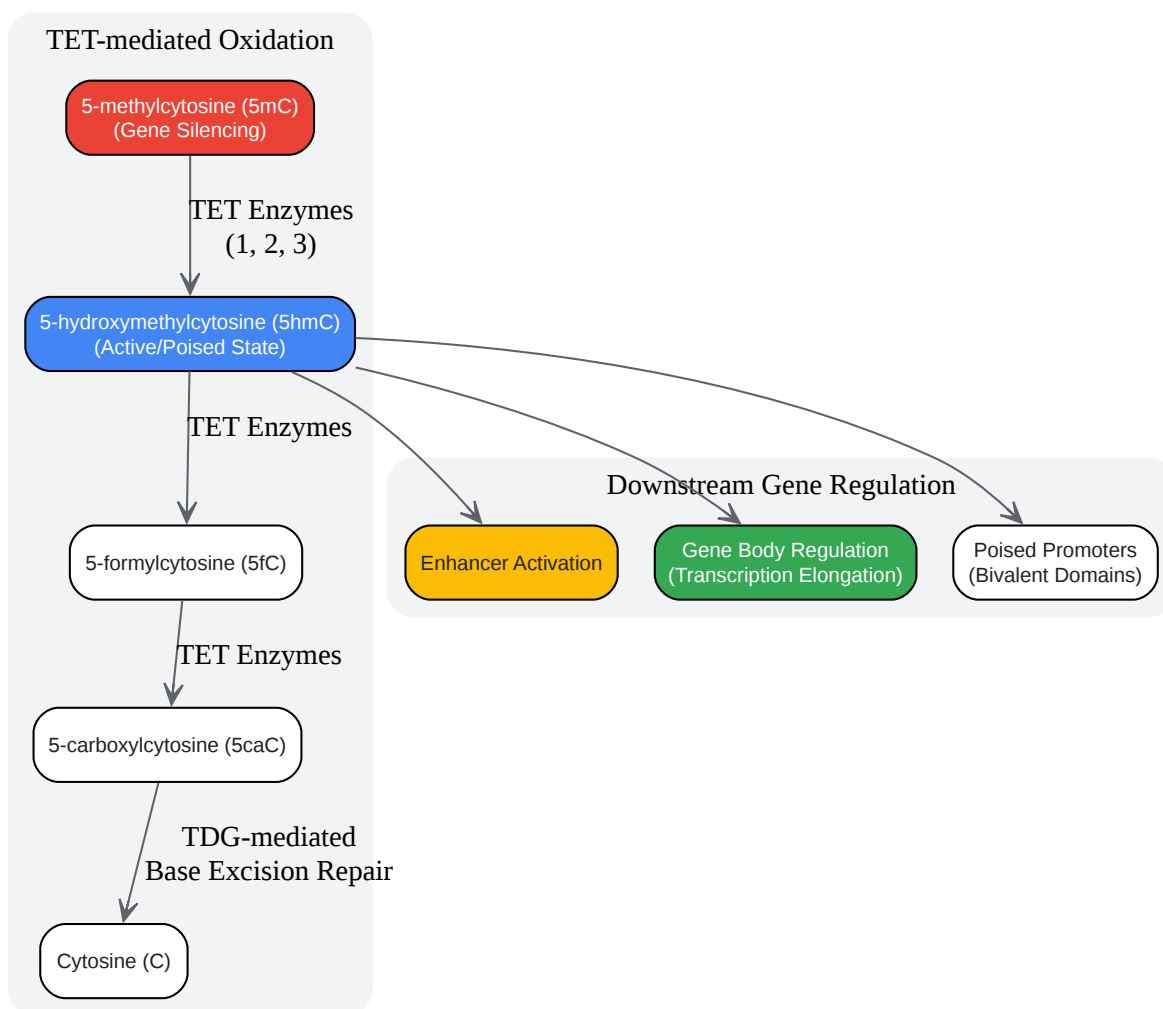 TET-mediated Oxidation
5-methylcytosine (5mC)
(Gene Silencing)
TET Enzymes
(1, 2, 3)
5-hydroxymethylcytosine (5hmC)
(Active/Poised State)
TET Enzymes
5-formylcytosine (5fC)
TET Enzymes
5-carboxylcytosine (5caC)
TDG-mediated
Base Excision Repair
Cytosine (C)
Downstream Gene Regulation
Enhancer Activation
Gene Body Regulation
(Transcription Elongation)
Poised Promoters
(Bivalent Domains)